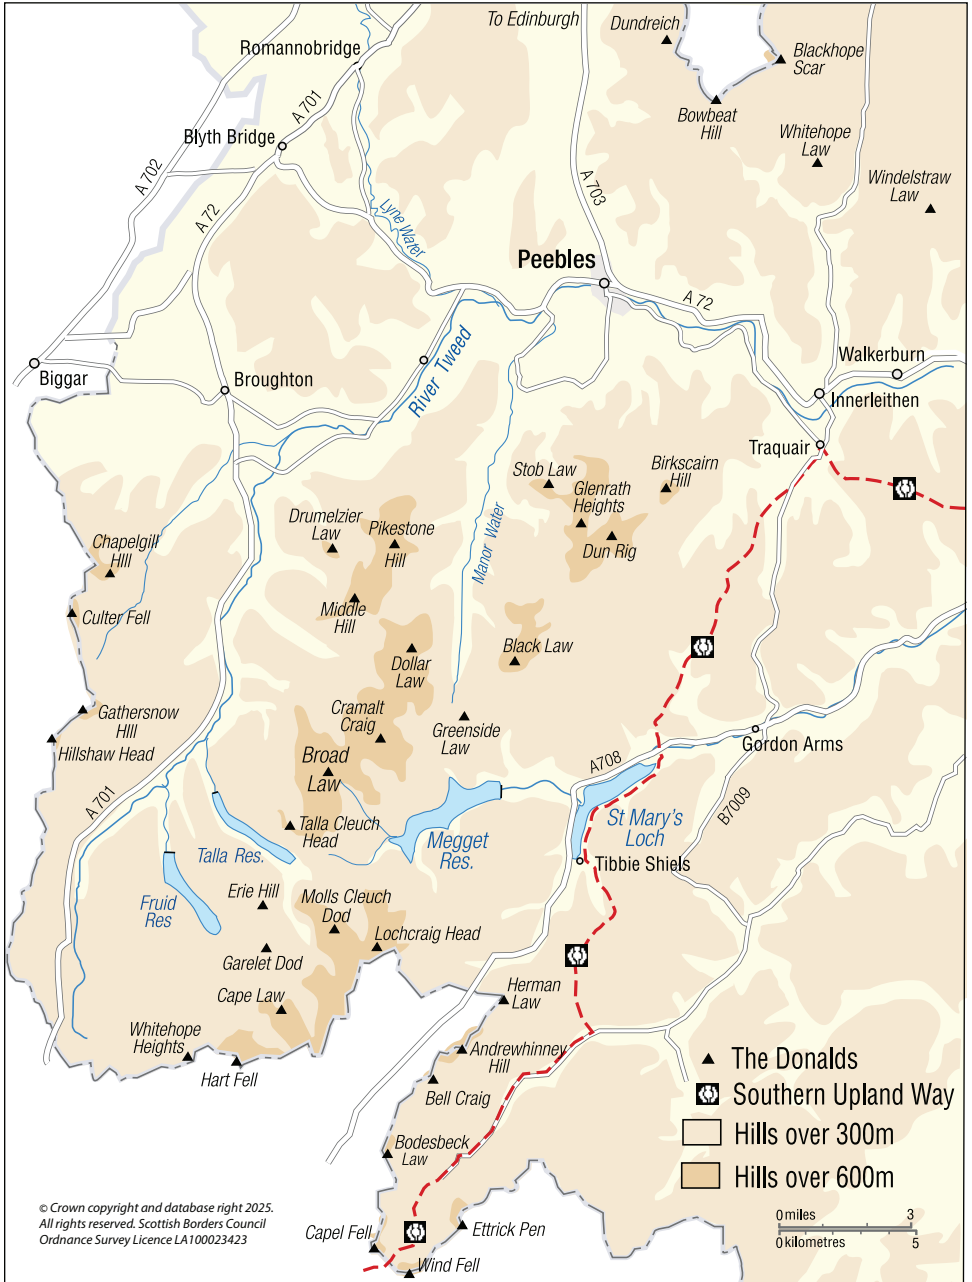 To Edinburgh
Dundreich
Romannobridge
Blackhope
Scar
A 701
Bowbeat
Hill
Blyth Bridge
Whitehope
Law
A 702
A 703
Windelstraw
Law
A 72
Lyne Water
Peebles
A 72
River Tweed
Walkerburn
Biggar
Broughton
Innerleithen
Traquair
Stob Law
Birkscairn
Hill
Glenrath
Heights
Manor Water
Drumelzier
Law
Pikestone
Hill
Chapelgill
Hill
Dun Rig
Culter Fell
Middle
Hill
Black Law
Dollar
Law
Gathersnow
HIll
Cramalt
Craig
Greenside
Law
Hillshaw Head
Gordon Arms
Broad
Law
A708
A 701
B7009
St Mary's
Loch
Talla Cleuch
Head
Megget
Res.
Talla Res.
Tibbie Shiels
Erie Hill
Molls Cleuch
Dod
Fruid
Res
Lochcraig Head
Garelet Dod
Cape Law
Herman
Law
Whitehope
Heights
Andrewhinney
Hill
Hart Fell
Bell Craig
Bodesbeck
Law
Capel Fell
Ettrick Pen
Wind Fell
The Donalds
Southern Upland Way
Hills over 300m
Hills over 600m
0 miles 3
0 kilometres 5
© Crown copyright and database right 2025.
All rights reserved. Scottish Borders Council
Ordnance Survey Licence LA100023423